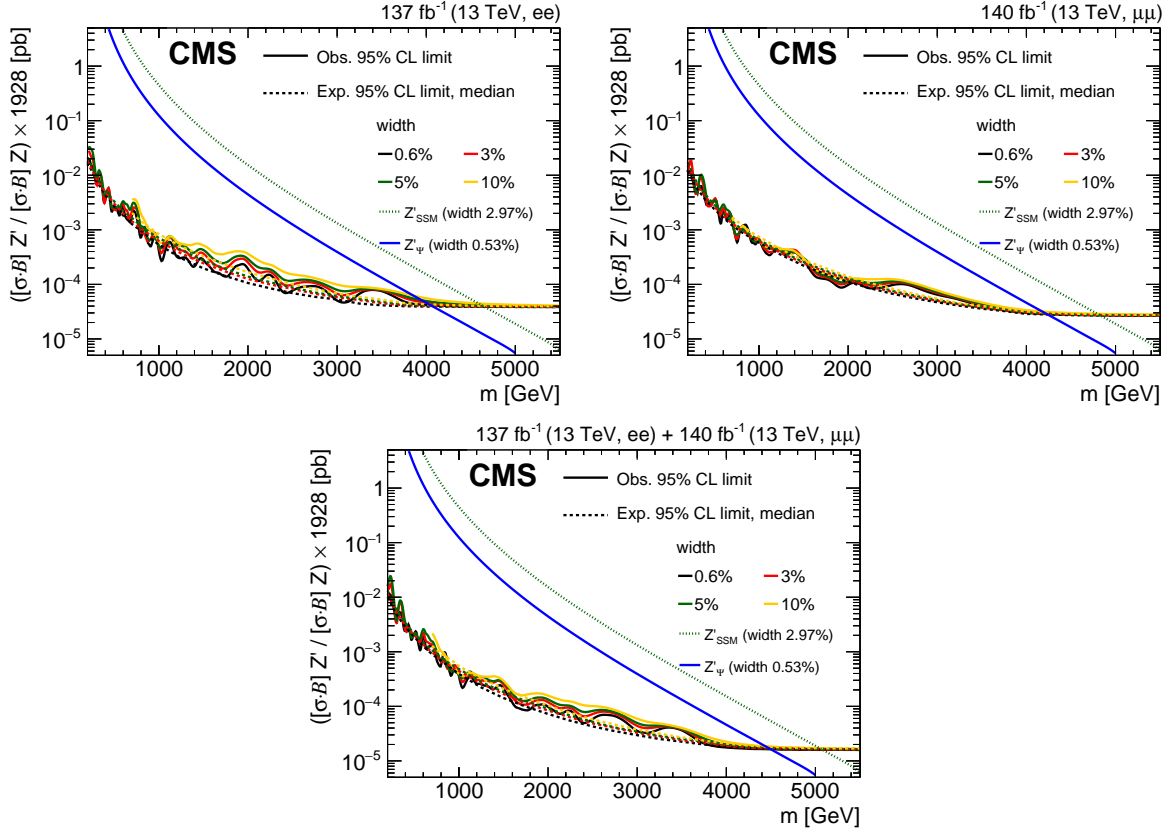 137 fb⁻¹ (13 TeV, ee)
CMS
Obs. 95% CL limit
Exp. 95% CL limit, median
width
0.6% 3%
5% 10%
Z'SSM (width 2.97%)
Z'Ψ (width 0.53%)
([σ·B] Z' / [σ·B] Z) × 1928 [pb]
1
10⁻¹
10⁻²
10⁻³
10⁻⁴
10⁻⁵
1000 2000 3000 4000 5000
m [GeV]
140 fb⁻¹ (13 TeV, μμ)
CMS
Obs. 95% CL limit
Exp. 95% CL limit, median
width
0.6% 3%
5% 10%
Z'SSM (width 2.97%)
Z'Ψ (width 0.53%)
([σ·B] Z' / [σ·B] Z) × 1928 [pb]
1
10⁻¹
10⁻²
10⁻³
10⁻⁴
10⁻⁵
1000 2000 3000 4000 5000
m [GeV]
137 fb⁻¹ (13 TeV, ee) + 140 fb⁻¹ (13 TeV, μμ)
CMS
Obs. 95% CL limit
Exp. 95% CL limit, median
width
0.6% 3%
5% 10%
Z'SSM (width 2.97%)
Z'Ψ (width 0.53%)
([σ·B] Z' / [σ·B] Z) × 1928 [pb]
1
10⁻¹
10⁻²
10⁻³
10⁻⁴
10⁻⁵
1000 2000 3000 4000 5000
m [GeV]